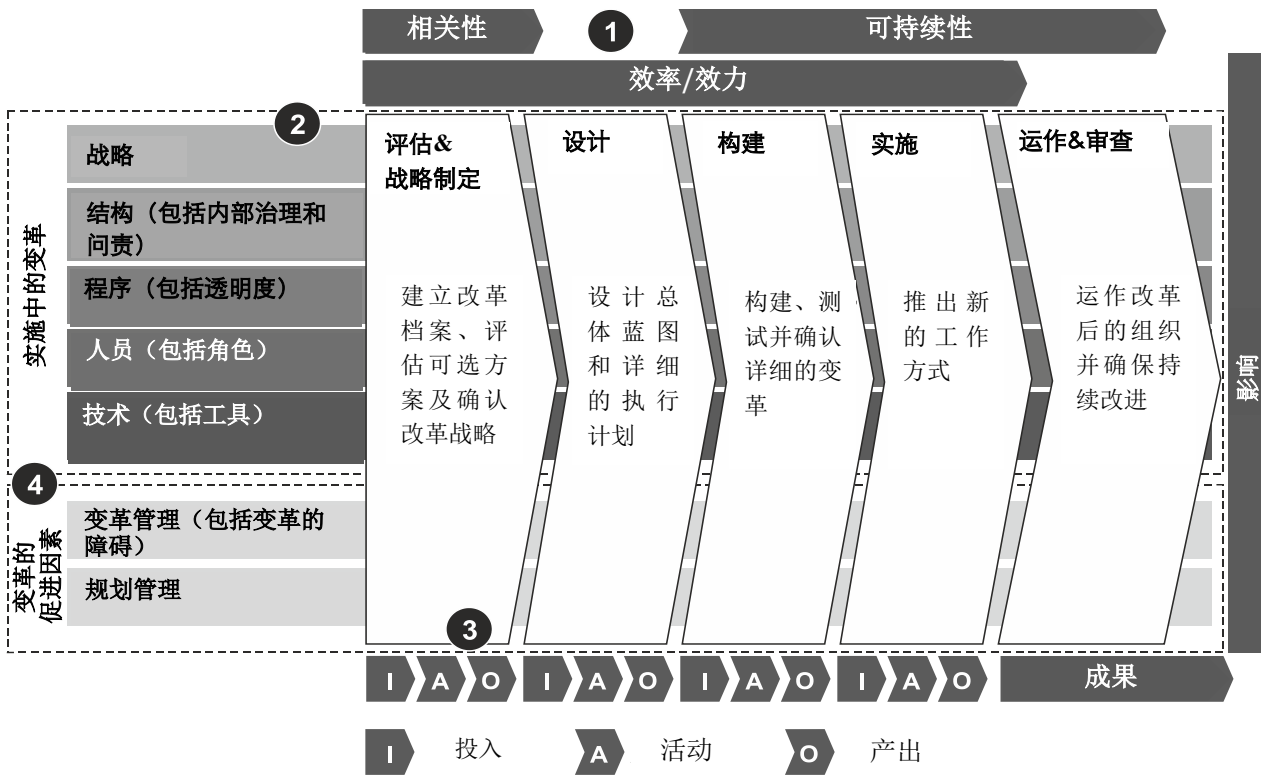 相关性
1
可持续性
效率/效力
2
实施中的变革
战略
结构（包括内部治理和
问责）
程序（包括透明度）
人员（包括角色）
技术（包括工具）
评估&
战略制定
建立改革
档案、评
估可选方
案及确认
改革战略
设计
设计总
体蓝图
和详细
的执行
计划
构建
构建、测
试并确认
详细的变
革
实施
推出新
的工作
方式
运作&审查
运作改革
后的组织
并确保持
续改进
影响
4
变革的
促进因素
变革管理（包括变革的
障碍）
规划管理
3
I A O I A O I A O I A O 成果
I 投入 A 活动 O 产出